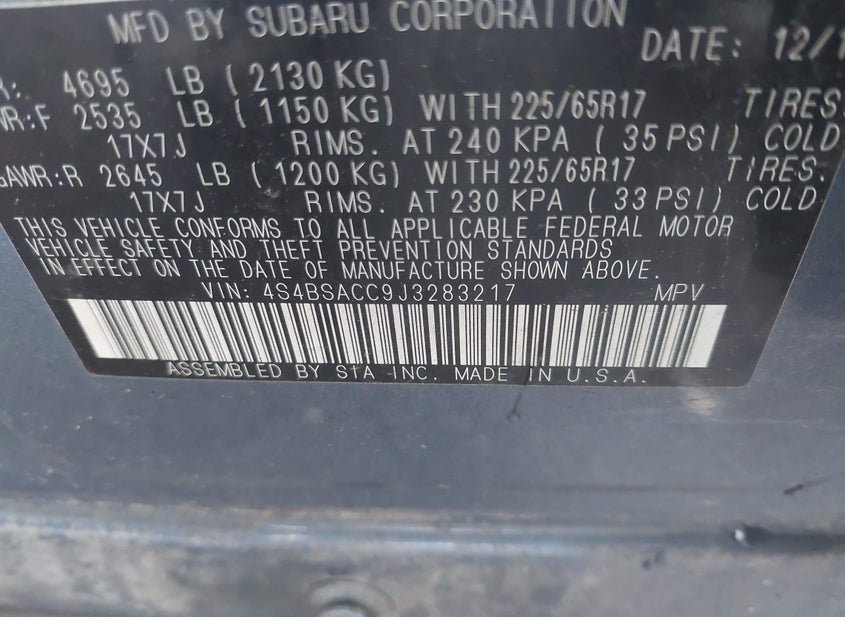 MFD BY SUBARU CORPORATION
DATE: 12/1
R: 4695 LB (2130 KG)
WR:F 2535 LB (1150 KG) WITH 225/65R17 TIRES.
17X7J RIMS. AT 240 KPA (35 PSI) COLD
GAWR:R 2645 LB (1200 KG) WITH 225/65R17 TIRES.
17X7J RIMS. AT 230 KPA (33 PSI) COLD
THIS VEHICLE CONFORMS TO ALL APPLICABLE FEDERAL MOTOR
VEHICLE SAFETY AND THEFT PREVENTION STANDARDS
IN EFFECT ON THE DATE OF MANUFACTURE SHOWN ABOVE.
VIN: 4S4BSACC9J3283217 MPV
ASSEMBLED BY SIA INC. MADE IN U.S.A.